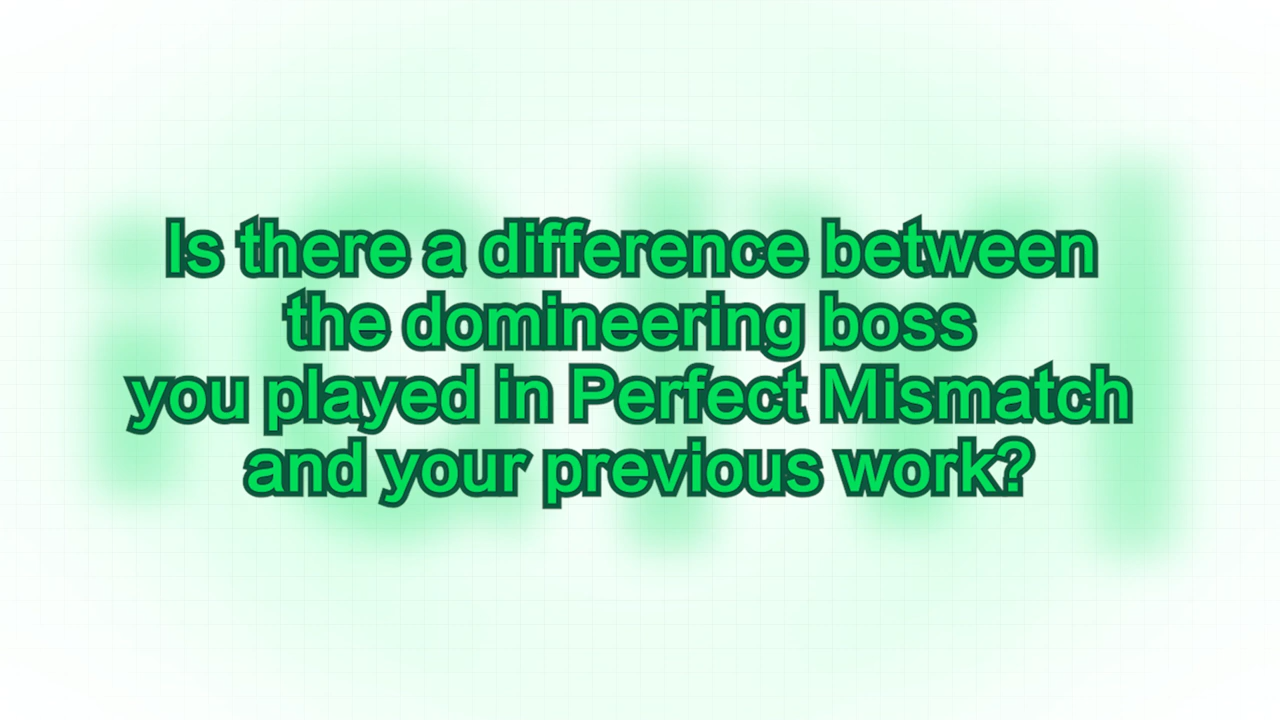 Is there a difference between
the domineering boss
you played in Perfect Mismatch
and your previous work?